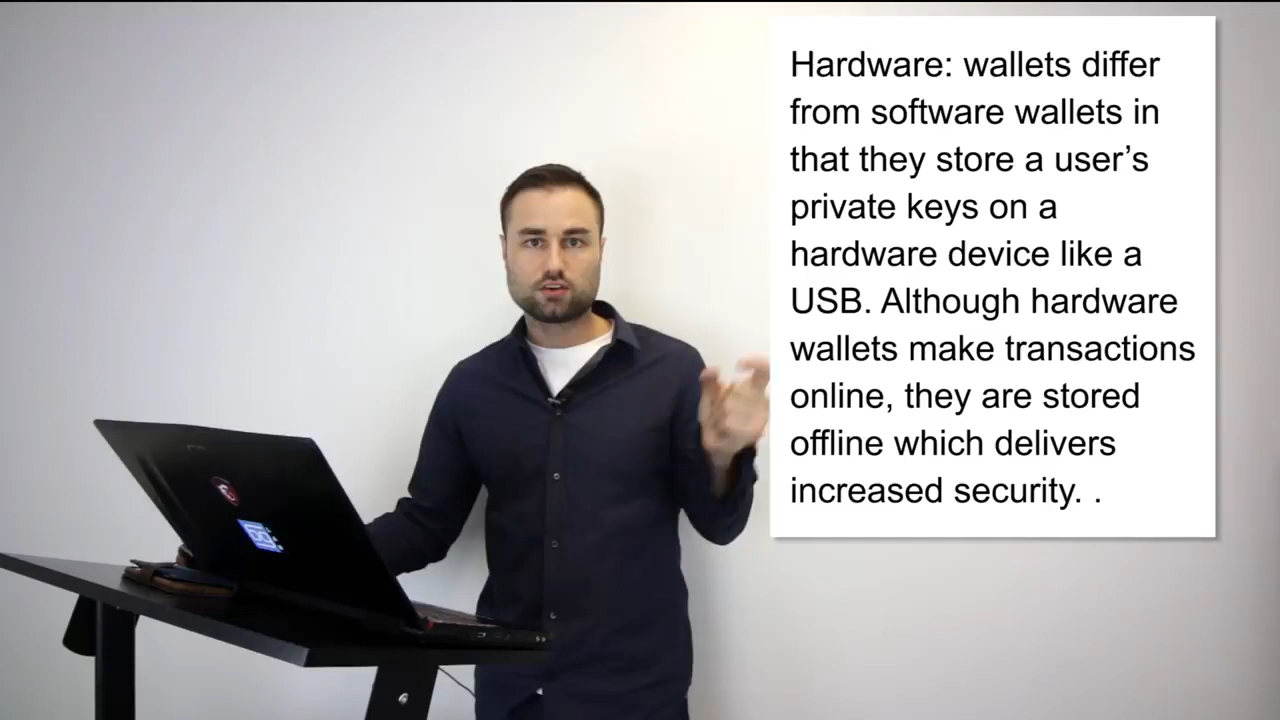 Hardware: wallets differ
from software wallets in
that they store a user’s
private keys on a
hardware device like a
USB. Although hardware
wallets make transactions
online, they are stored
offline which delivers
increased security. .